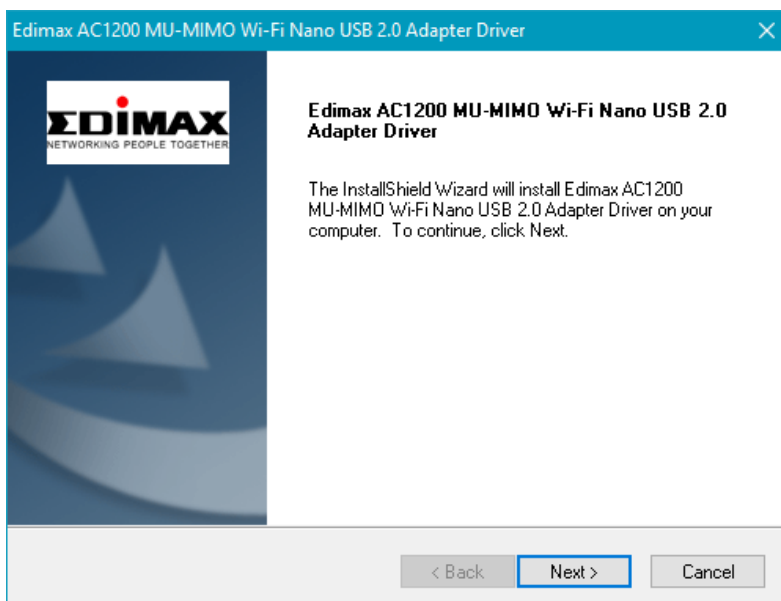 Edimax AC1200 MU-MIMO Wi-Fi Nano USB 2.0 Adapter Driver
EDIMAX
NETWORKING PEOPLE TOGETHER
Edimax AC1200 MU-MIMO Wi-Fi Nano USB 2.0
Adapter Driver
The InstallShield Wizard will install Edimax AC1200
MU-MIMO Wi-Fi Nano USB 2.0 Adapter Driver on your
computer.  To continue, click Next.
< Back
Next >
Cancel